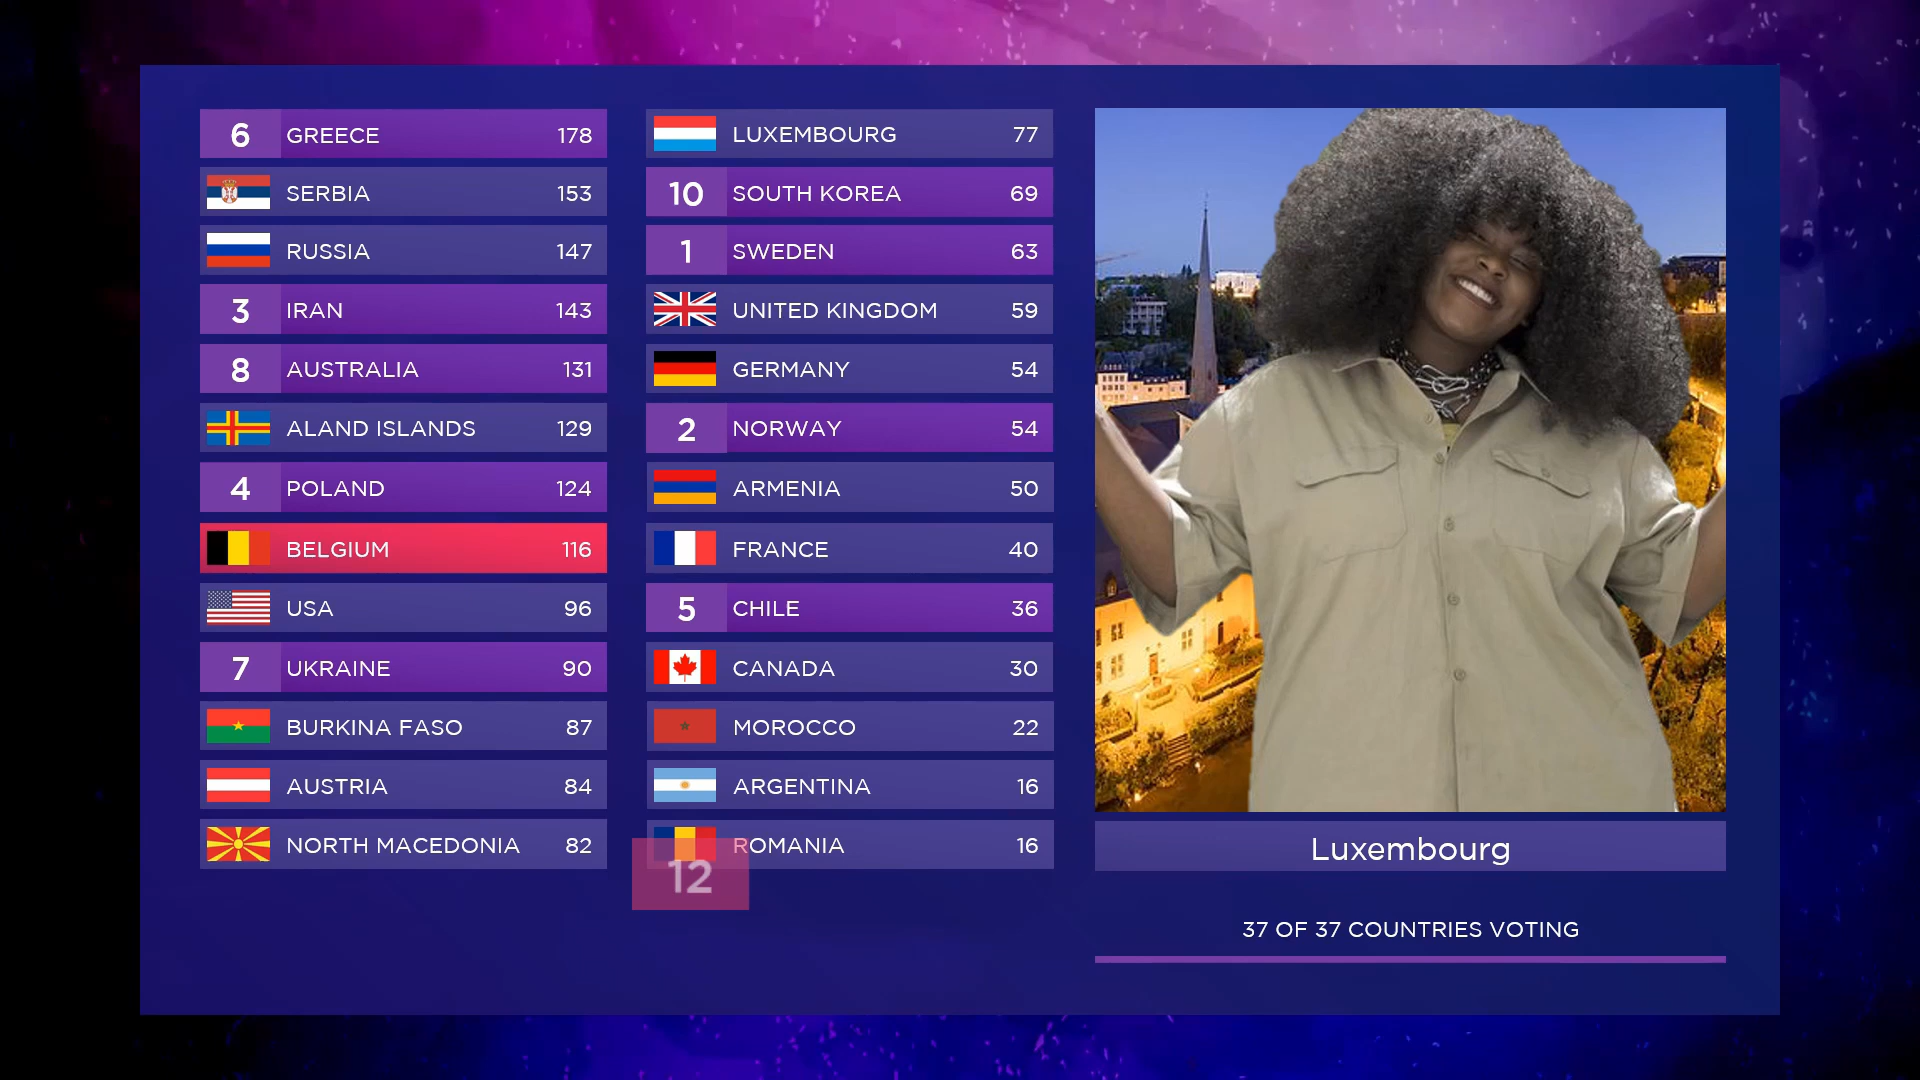 6 GREECE 178
SERBIA 153
RUSSIA 147
3 IRAN 143
8 AUSTRALIA 131
ALAND ISLANDS 129
4 POLAND 124
BELGIUM 116
USA 96
7 UKRAINE 90
BURKINA FASO 87
AUSTRIA 84
NORTH MACEDONIA 82
LUXEMBOURG 77
10 SOUTH KOREA 69
1 SWEDEN 63
UNITED KINGDOM 59
GERMANY 54
2 NORWAY 54
ARMENIA 50
FRANCE 40
5 CHILE 36
CANADA 30
MOROCCO 22
ARGENTINA 16
ROMANIA 16
12
Luxembourg
37 OF 37 COUNTRIES VOTING